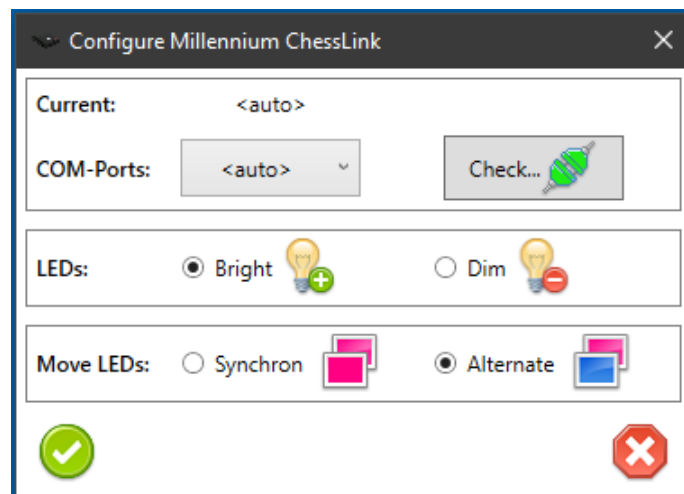 Configure Millennium ChessLink
Current: <auto>
COM-Ports: <auto> Check...
LEDs: Bright Dim
Move LEDs: Synchron Alternate